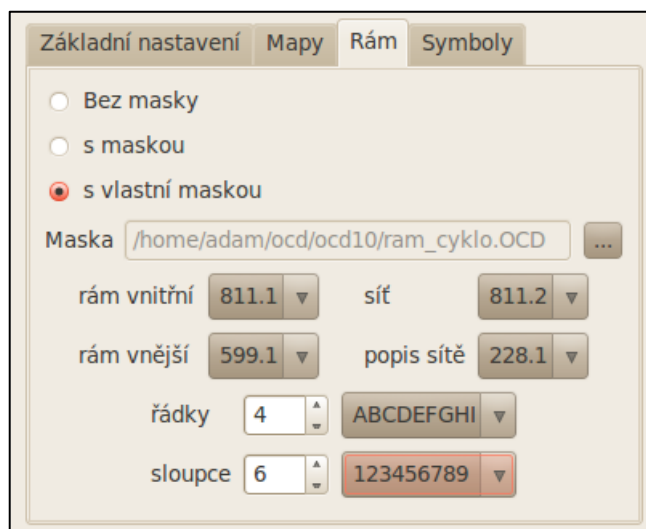 Základní nastavení Mapy Rám Symboly
Bez masky
s maskou
s vlastní maskou
Maska /home/adam/ocd/ocd10/ram_cyklo.OCD ...
rám vnitřní 811.1 síť 811.2
rám vnější 599.1 popis sítě 228.1
řádky 4 ABCDEFGHI
sloupce 6 123456789